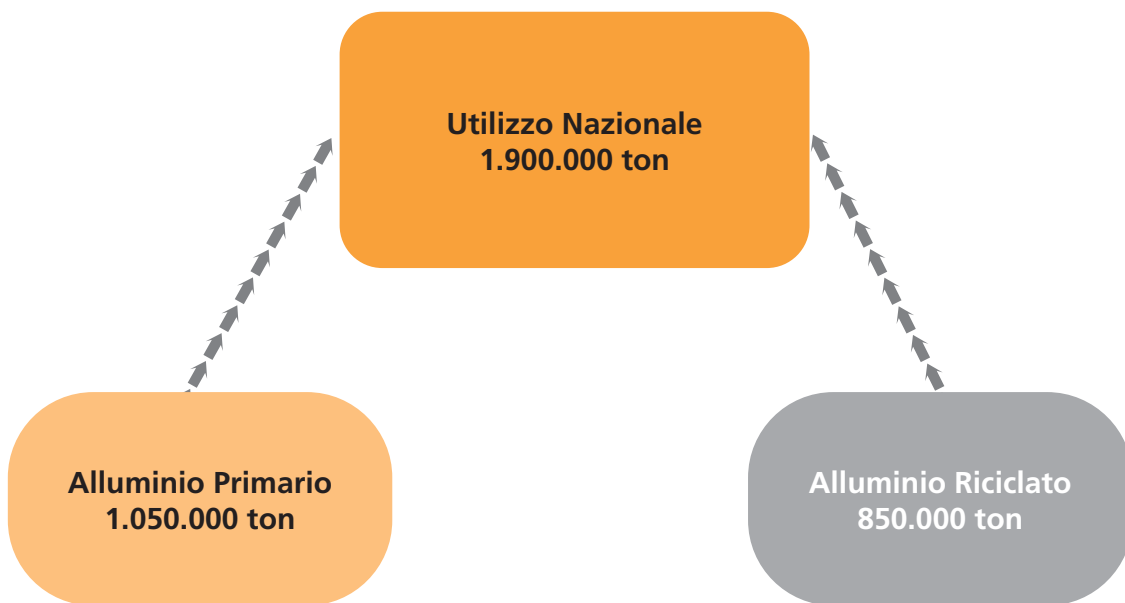 Utilizzo Nazionale
1.900.000 ton
Alluminio Primario
1.050.000 ton
Alluminio Riciclato
850.000 ton